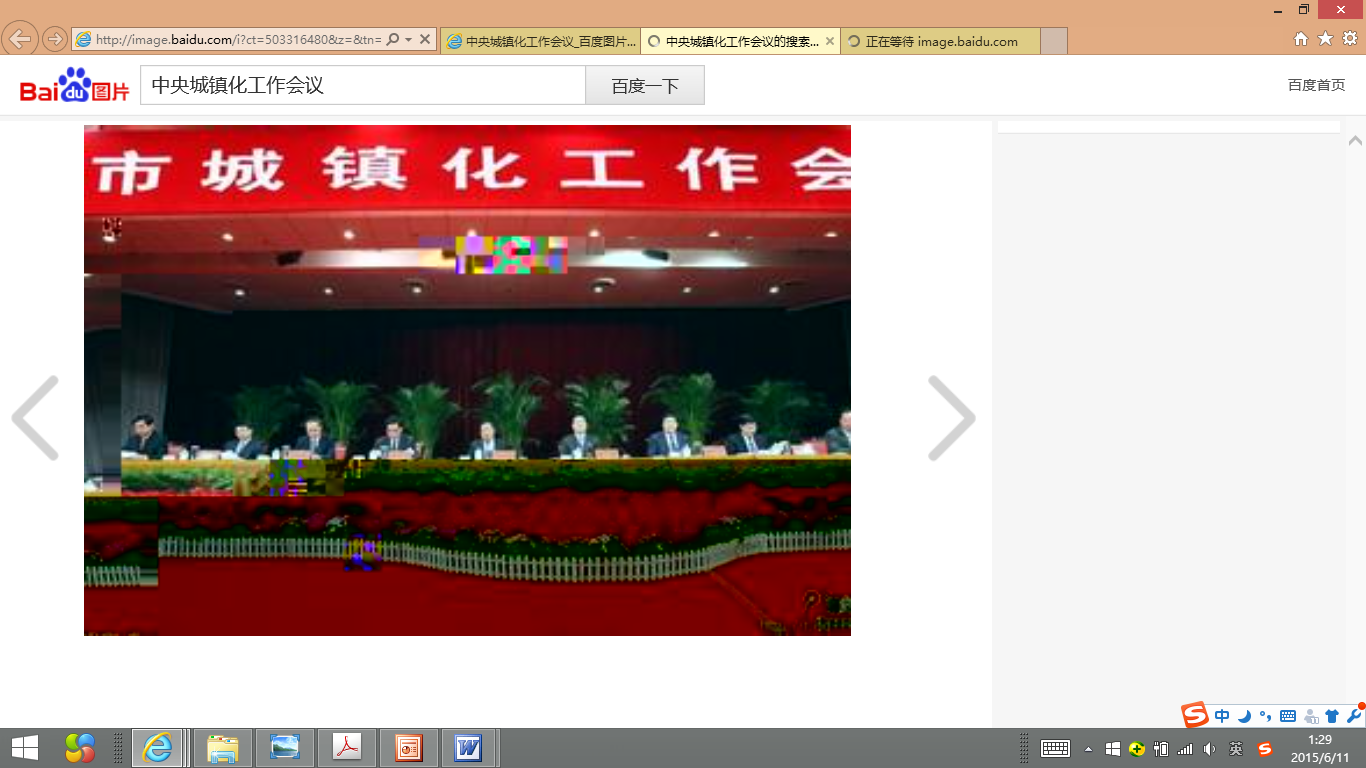 http://image.baidu.com/i?ct=503316480&z=&tn=
中央城镇化工作会议_百度图片...
中央城镇化工作会议的搜索...
正在等待 image.baidu.com
Bai du 图片
中央城镇化工作会议
百度一下
百度首页
市城镇化工作会
中
英
1:29
2015/6/11